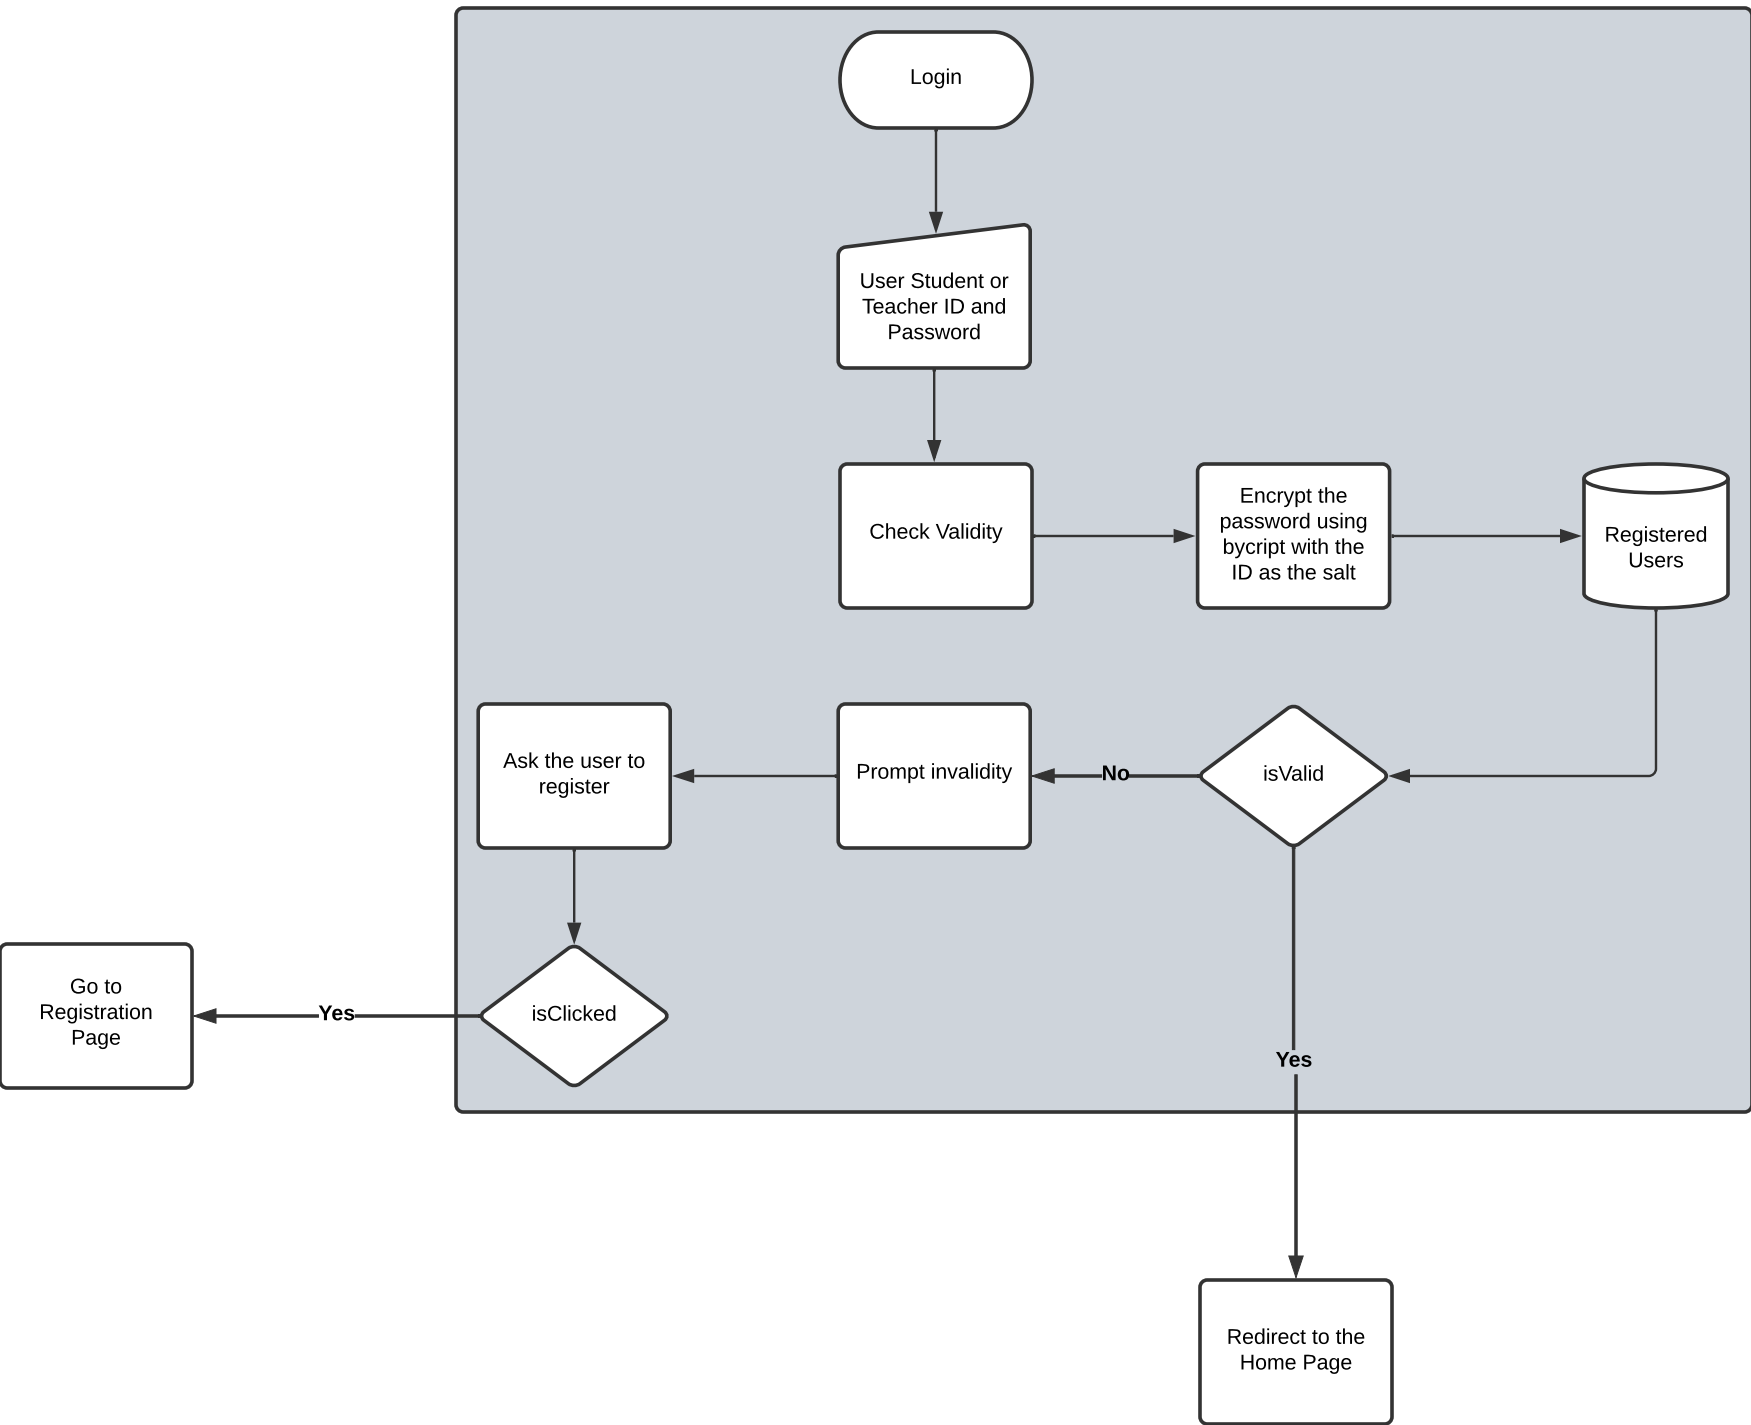 Login
User Student or
Teacher ID and
Password
Check Validity
Encrypt the
password using
bycript with the
ID as the salt
Registered
Users
Ask the user to
register
Prompt invalidity
No
isValid
Go to
Registration
Page
Yes
isClicked
Yes
Redirect to the
Home Page